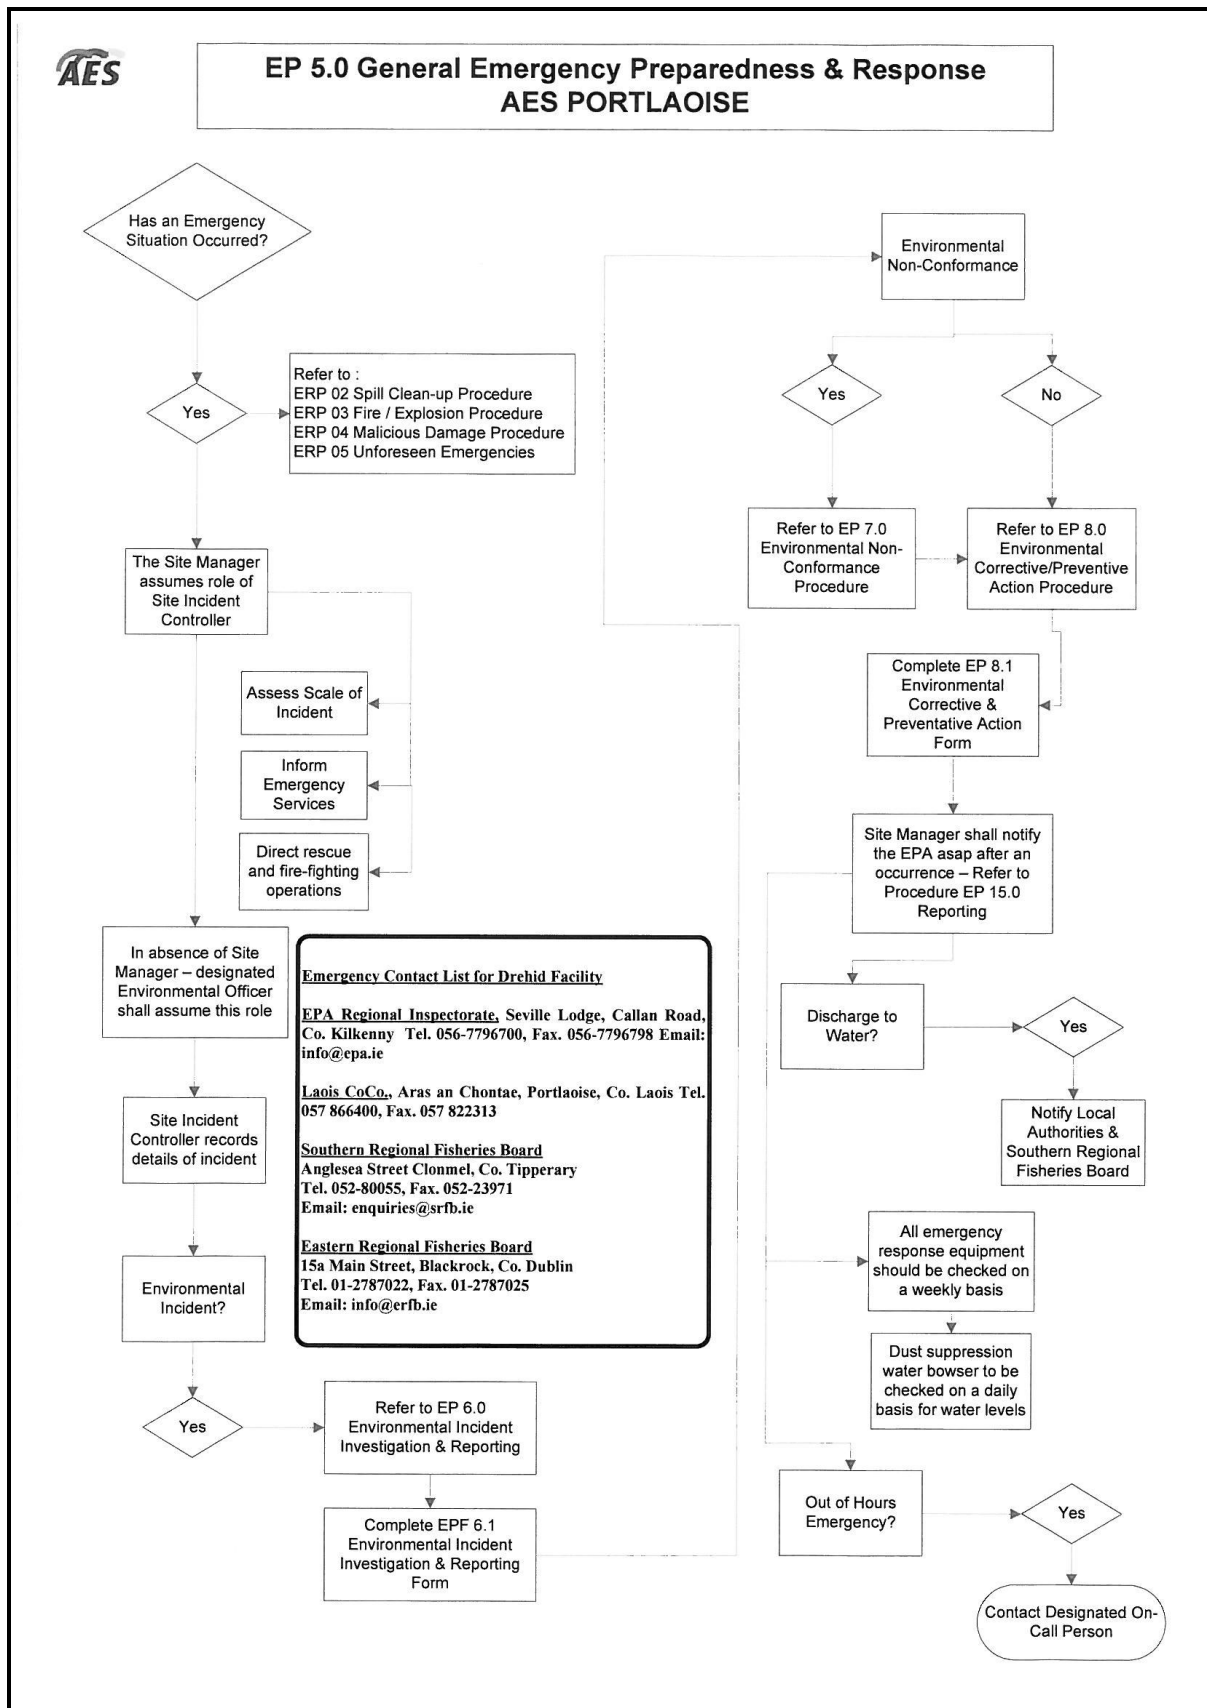 AES
EP 5.0 General Emergency Preparedness & Response
AES PORTLAOISE
Has an Emergency
Situation Occurred?
Yes
Refer to :
ERP 02 Spill Clean-up Procedure
ERP 03 Fire / Explosion Procedure
ERP 04 Malicious Damage Procedure
ERP 05 Unforeseen Emergencies
The Site Manager
assumes role of
Site Incident
Controller
Assess Scale of
Incident
Inform
Emergency
Services
Direct rescue
and fire-fighting
operations
In absence of Site
Manager – designated
Environmental Officer
shall assume this role
Site Incident
Controller records
details of incident
Environmental
Incident?
Yes
Refer to EP 6.0
Environmental Incident
Investigation & Reporting
Complete EPF 6.1
Environmental Incident
Investigation & Reporting
Form
Emergency Contact List for Drehid Facility
EPA Regional Inspectorate, Seville Lodge, Callan Road,
Co. Kilkenny Tel. 056-7796700, Fax. 056-7796798 Email:
info@epa.ie
Laois CoCo., Aras an Chontae, Portlaoise, Co. Laois Tel.
057 866400, Fax. 057 822313
Southern Regional Fisheries Board
Anglesea Street Clonmel, Co. Tipperary
Tel. 052-80055, Fax. 052-23971
Email: enquiries@srfb.ie
Eastern Regional Fisheries Board
15a Main Street, Blackrock, Co. Dublin
Tel. 01-2787022, Fax. 01-2787025
Email: info@erfb.ie
Environmental
Non-Conformance
Yes
No
Refer to EP 7.0
Environmental Non-
Conformance
Procedure
Refer to EP 8.0
Environmental
Corrective/Preventive
Action Procedure
Complete EP 8.1
Environmental
Corrective &
Preventative Action
Form
Site Manager shall notify
the EPA asap after an
occurrence – Refer to
Procedure EP 15.0
Reporting
Discharge to
Water?
Yes
Notify Local
Authorities &
Southern Regional
Fisheries Board
All emergency
response equipment
should be checked on
a weekly basis
Dust suppression
water bowser to be
checked on a daily
basis for water levels
Out of Hours
Emergency?
Yes
Contact Designated On-
Call Person